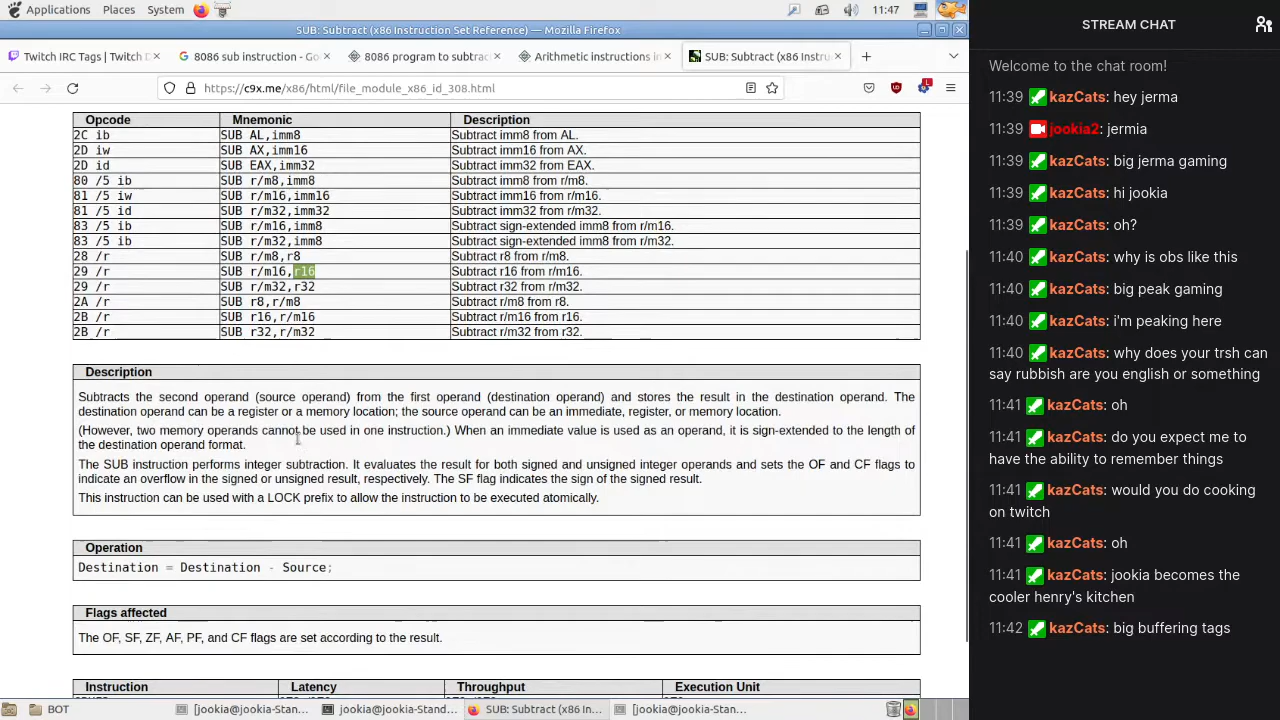 Applications Places System 11:47
SUB: Subtract (x86 Instruction Set Reference) — Mozilla Firefox
Twitch IRC Tags | Twitch D
8086 sub instruction - Go
8086 program to subtrac
Arithmetic instructions in
SUB: Subtract (x86 Instru
https://c9x.me/x86/html/file_module_x86_id_308.html
Opcode Mnemonic Description
2C ib SUB AL,imm8 Subtract imm8 from AL.
2D iw SUB AX,imm16 Subtract imm16 from AX.
2D id SUB EAX,imm32 Subtract imm32 from EAX.
80 /5 ib SUB r/m8,imm8 Subtract imm8 from r/m8.
81 /5 iw SUB r/m16,imm16 Subtract imm16 from r/m16.
81 /5 id SUB r/m32,imm32 Subtract imm32 from r/m32.
83 /5 ib SUB r/m16,imm8 Subtract sign-extended imm8 from r/m16.
83 /5 ib SUB r/m32,imm8 Subtract sign-extended imm8 from r/m32.
28 /r SUB r/m8,r8 Subtract r8 from r/m8.
29 /r SUB r/m16,r16 Subtract r16 from r/m16.
29 /r SUB r/m32,r32 Subtract r32 from r/m32.
2A /r SUB r8,r/m8 Subtract r/m8 from r8.
2B /r SUB r16,r/m16 Subtract r/m16 from r16.
2B /r SUB r32,r/m32 Subtract r/m32 from r32.
Description
Subtracts the second operand (source operand) from the first operand (destination operand) and stores the result in the destination operand. The
destination operand can be a register or a memory location; the source operand can be an immediate, register, or memory location.
(However, two memory operands cannot be used in one instruction.) When an immediate value is used as an operand, it is sign-extended to the length of
the destination operand format.
The SUB instruction performs integer subtraction. It evaluates the result for both signed and unsigned integer operands and sets the OF and CF flags to
indicate an overflow in the signed or unsigned result, respectively. The SF flag indicates the sign of the signed result.
This instruction can be used with a LOCK prefix to allow the instruction to be executed atomically.
Operation
Destination = Destination - Source;
Flags affected
The OF, SF, ZF, AF, PF, and CF flags are set according to the result.
Instruction Latency Throughput Execution Unit
BOT
[jookia@jookia-Stan...
jookia@jookia-Stand...
SUB: Subtract (x86 In...
[jookia@jookia-Stan...
STREAM CHAT
Welcome to the chat room!
11:39 kazCats: hey jerma
11:39 jookia2: jermia
11:39 kazCats: big jerma gaming
11:39 kazCats: hi jookia
11:39 kazCats: oh?
11:40 kazCats: why is obs like this
11:40 kazCats: big peak gaming
11:40 kazCats: i'm peaking here
11:40 kazCats: why does your trsh can
say rubbish are you english or something
11:41 kazCats: oh
11:41 kazCats: do you expect me to
have the ability to remember things
11:41 kazCats: would you do cooking
on twitch
11:41 kazCats: oh
11:41 kazCats: jookia becomes the
cooler henry's kitchen
11:42 kazCats: big buffering tags